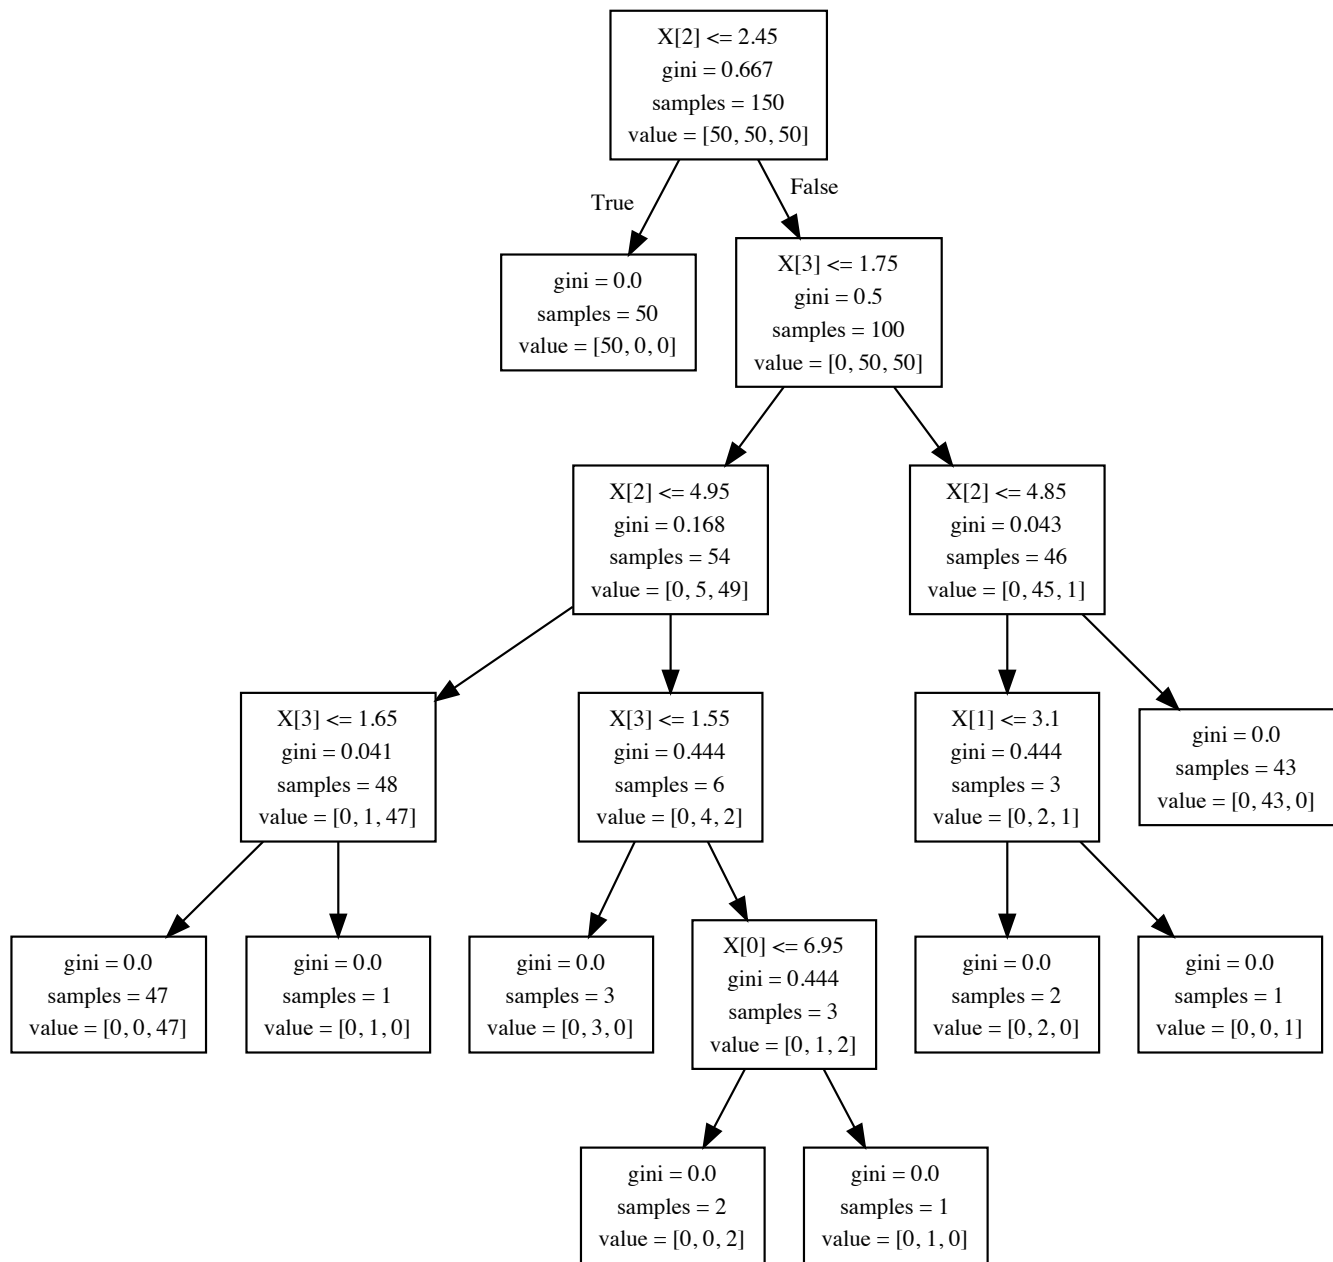 X[2] <= 2.45
gini = 0.667
samples = 150
value = [50, 50, 50]
True
False
gini = 0.0
samples = 50
value = [50, 0, 0]
X[3] <= 1.75
gini = 0.5
samples = 100
value = [0, 50, 50]
X[2] <= 4.95
gini = 0.168
samples = 54
value = [0, 5, 49]
X[2] <= 4.85
gini = 0.043
samples = 46
value = [0, 45, 1]
X[3] <= 1.65
gini = 0.041
samples = 48
value = [0, 1, 47]
X[3] <= 1.55
gini = 0.444
samples = 6
value = [0, 4, 2]
X[1] <= 3.1
gini = 0.444
samples = 3
value = [0, 2, 1]
gini = 0.0
samples = 43
value = [0, 43, 0]
gini = 0.0
samples = 47
value = [0, 0, 47]
gini = 0.0
samples = 1
value = [0, 1, 0]
gini = 0.0
samples = 3
value = [0, 3, 0]
X[0] <= 6.95
gini = 0.444
samples = 3
value = [0, 1, 2]
gini = 0.0
samples = 2
value = [0, 2, 0]
gini = 0.0
samples = 1
value = [0, 0, 1]
gini = 0.0
samples = 2
value = [0, 0, 2]
gini = 0.0
samples = 1
value = [0, 1, 0]